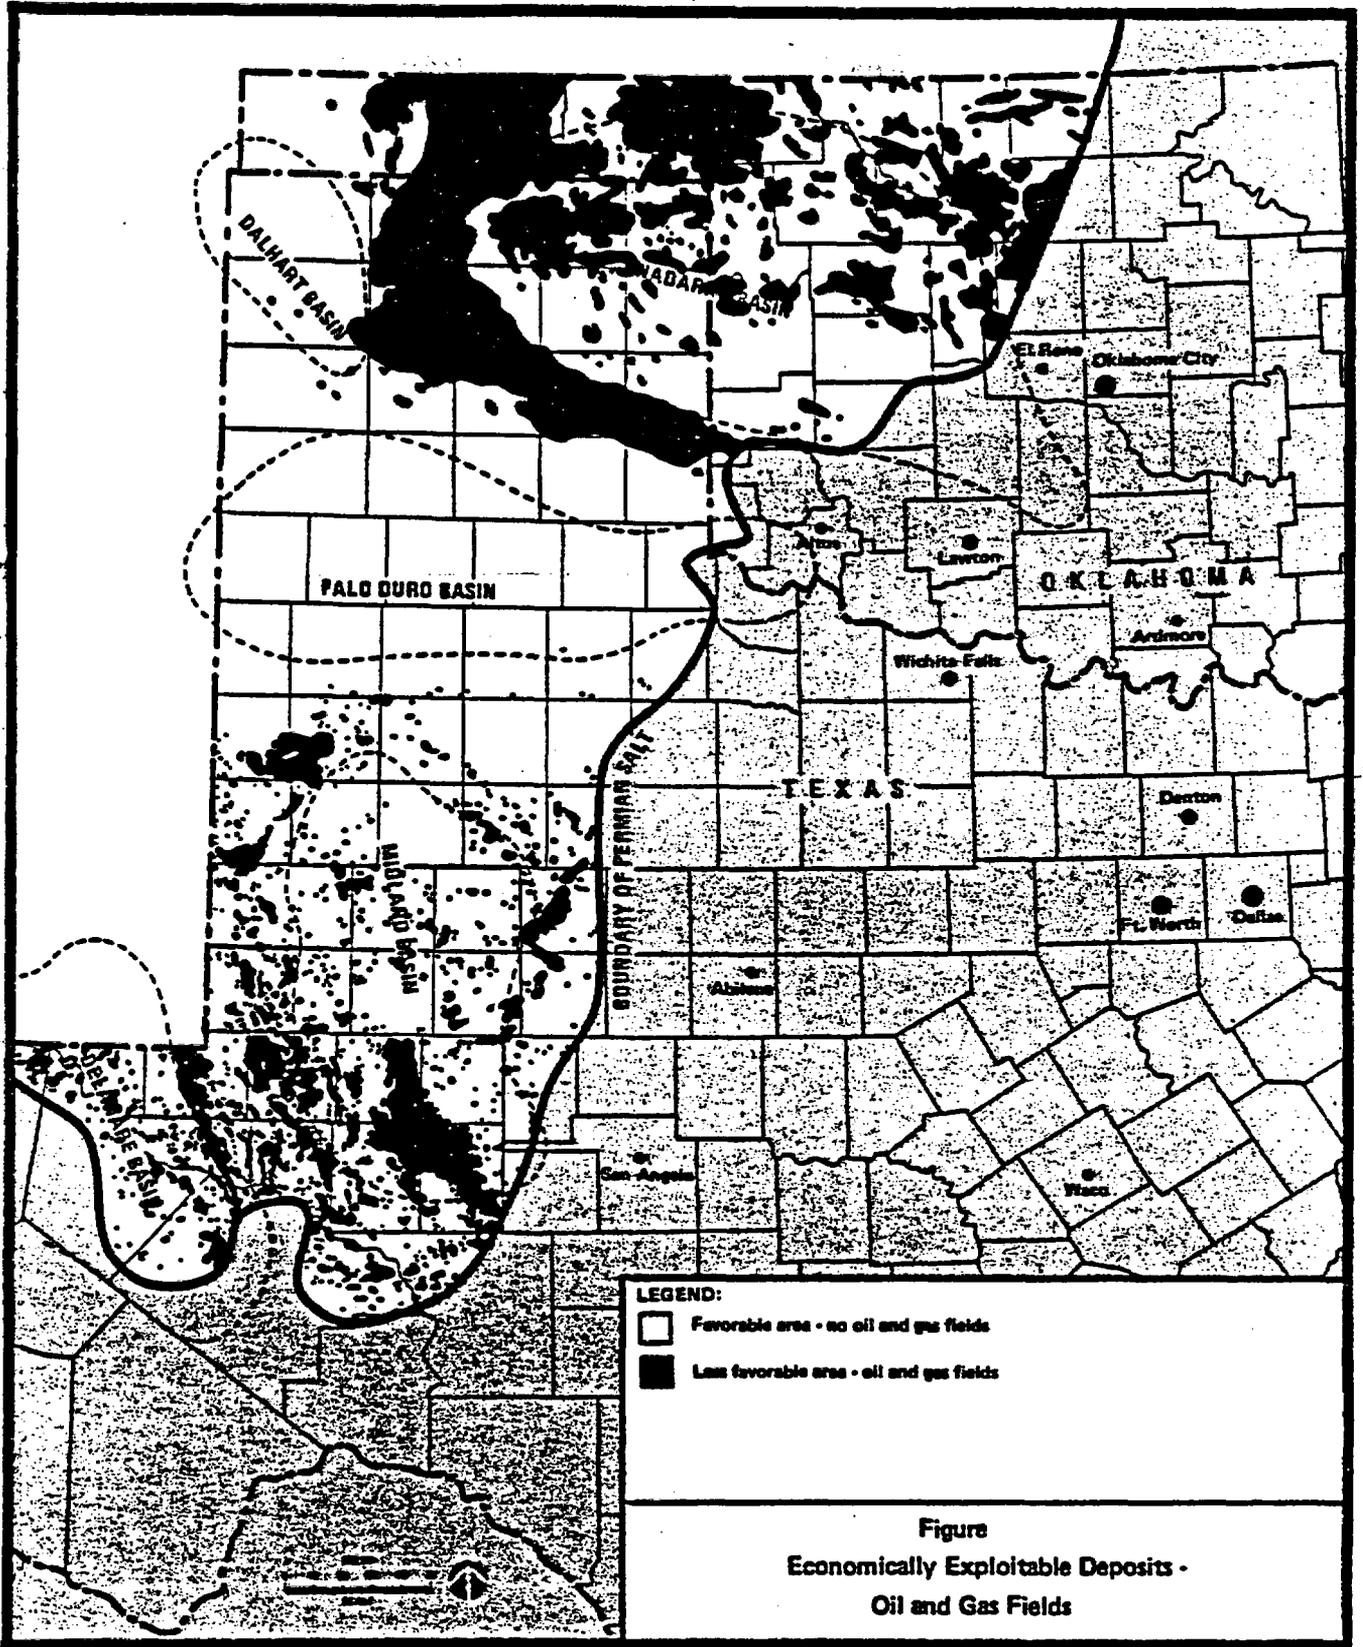 DALHART BASIN
BASIN
El Reno
Oklahoma City
Altus
Lawton
OKLAHOMA
PALO DURO BASIN
Ardmore
Wichita Falls
BOUNDARY OF PERMIAN SALT
TEXAS
Denton
MIDLAND BASIN
Ft. Worth
Dallas
Abilene
DELAWARE BASIN
San Angelo
Waco
LEGEND:
Favorable area - no oil and gas fields
Less favorable area - oil and gas fields
Figure
Economically Exploitable Deposits -
Oil and Gas Fields